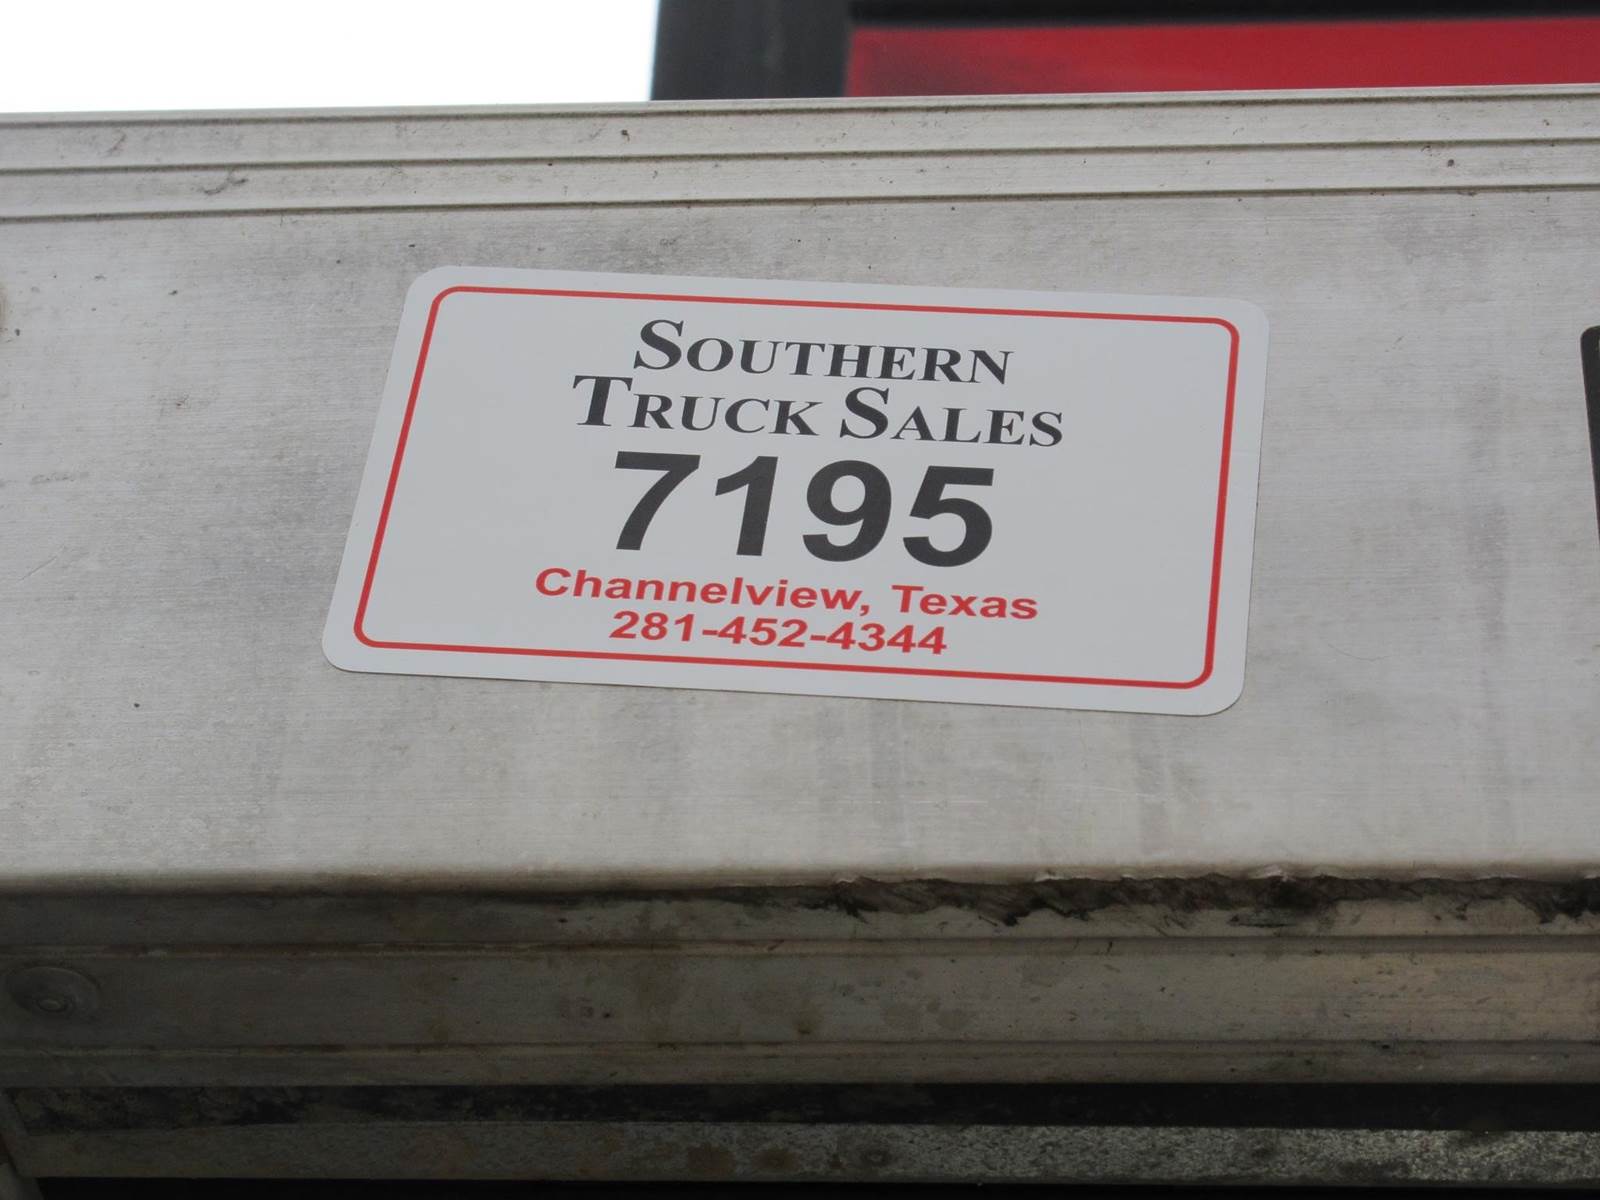 SOUTHERN
TRUCK SALES
7195
Channelview, Texas
281-452-4344